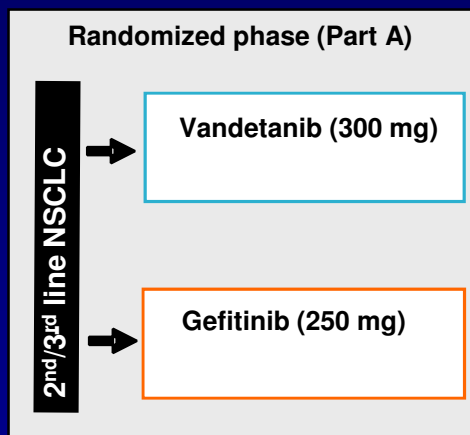 Randomized phase (Part A)
2nd/3rd line NSCLC
Vandetanib (300 mg)
Gefitinib (250 mg)